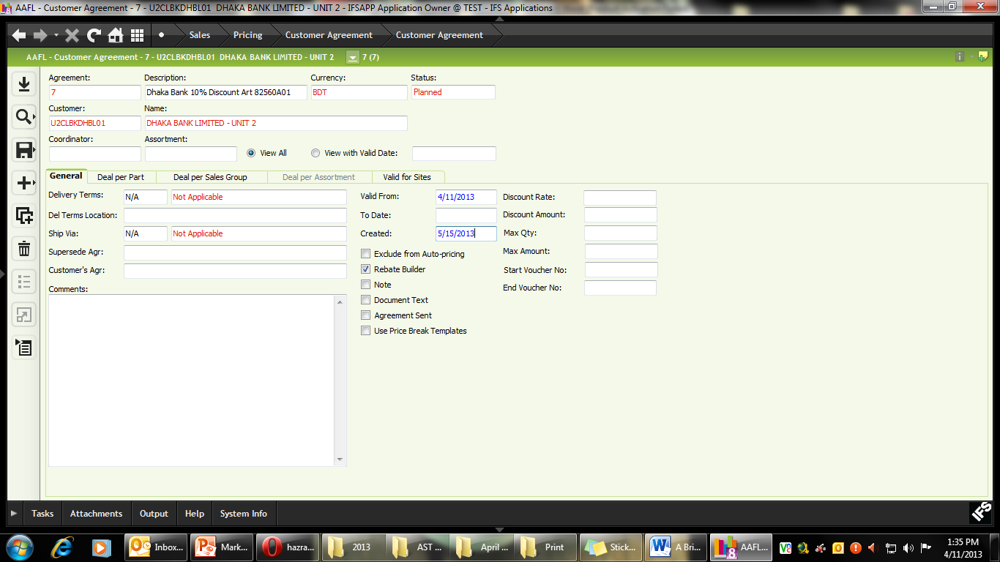 AAFL - Customer Agreement - 7 - U2CLBKDHBL01 DHAKA BANK LIMITED - UNIT 2 - IFSAPP Application Owner @ TEST - IFS Applications
Sales Pricing Customer Agreement Customer Agreement
AAFL - Customer Agreement - 7 - U2CLBKDHBL01 DHAKA BANK LIMITED - UNIT 2 7 (7)
Agreement: Description: Currency: Status:
7 Dhaka Bank 10% Discount Art 82560A01 BDT Planned
Customer: Name:
U2CLBKDHBL01 DHAKA BANK LIMITED - UNIT 2
Coordinator: Assortment:
View All View with Valid Date:
General Deal per Part Deal per Sales Group Deal per Assortment Valid for Sites
Delivery Terms: N/A Not Applicable Valid From: 4/11/2013 Discount Rate:
Del Terms Location: To Date: Discount Amount:
Ship Via: N/A Not Applicable Created: 5/15/2013 Max Qty:
Supersede Agr: Exclude from Auto-pricing Max Amount:
Customer's Agr: Rebate Builder Start Voucher No:
Comments: Note End Voucher No:
Document Text
Agreement Sent
Use Price Break Templates
Tasks Attachments Output Help System Info IFS
Inbox... Mark... hazra... 2013 AST ... April ... Print Stick... A Bri... AAFL... 1:35 PM
4/11/2013